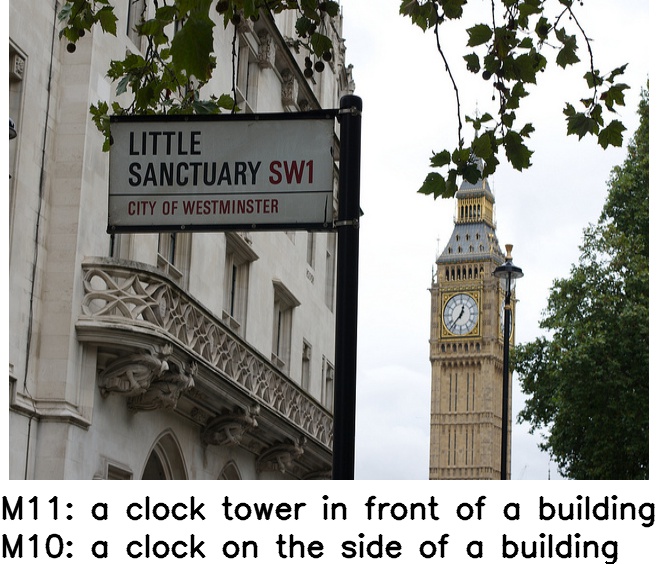 LITTLE
SANCTUARY SW1
CITY OF WESTMINSTER
M11: a clock tower in front of a building
M10: a clock on the side of a building